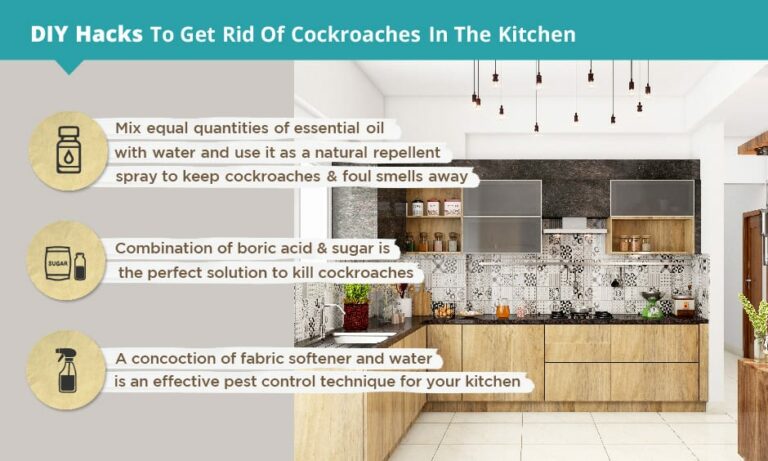 DIY Hacks To Get Rid Of Cockroaches In The Kitchen
Mix equal quantities of essential oil
with water and use it as a natural repellent
spray to keep cockroaches & foul smells away
SUGAR
Combination of boric acid & sugar is
the perfect solution to kill cockroaches
A concoction of fabric softener and water
is an effective pest control technique for your kitchen